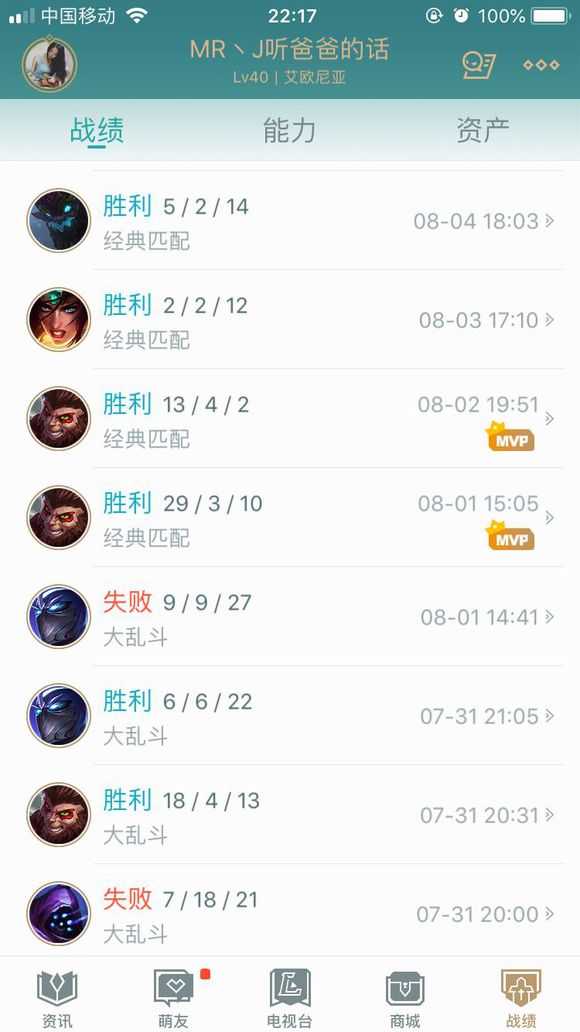 中国移动 22:17 100%
MR丶J听爸爸的话
Lv40 | 艾欧尼亚
战绩 能力 资产
胜利 5 / 2 / 14
经典匹配
08-04 18:03
胜利 2 / 2 / 12
经典匹配
08-03 17:10
胜利 13 / 4 / 2
经典匹配
08-02 19:51
MVP
胜利 29 / 3 / 10
经典匹配
08-01 15:05
MVP
失败 9 / 9 / 27
大乱斗
08-01 14:41
胜利 6 / 6 / 22
大乱斗
07-31 21:05
胜利 18 / 4 / 13
大乱斗
07-31 20:31
失败 7 / 18 / 21
大乱斗
07-31 20:00
资讯 萌友 电视台 商城 战绩